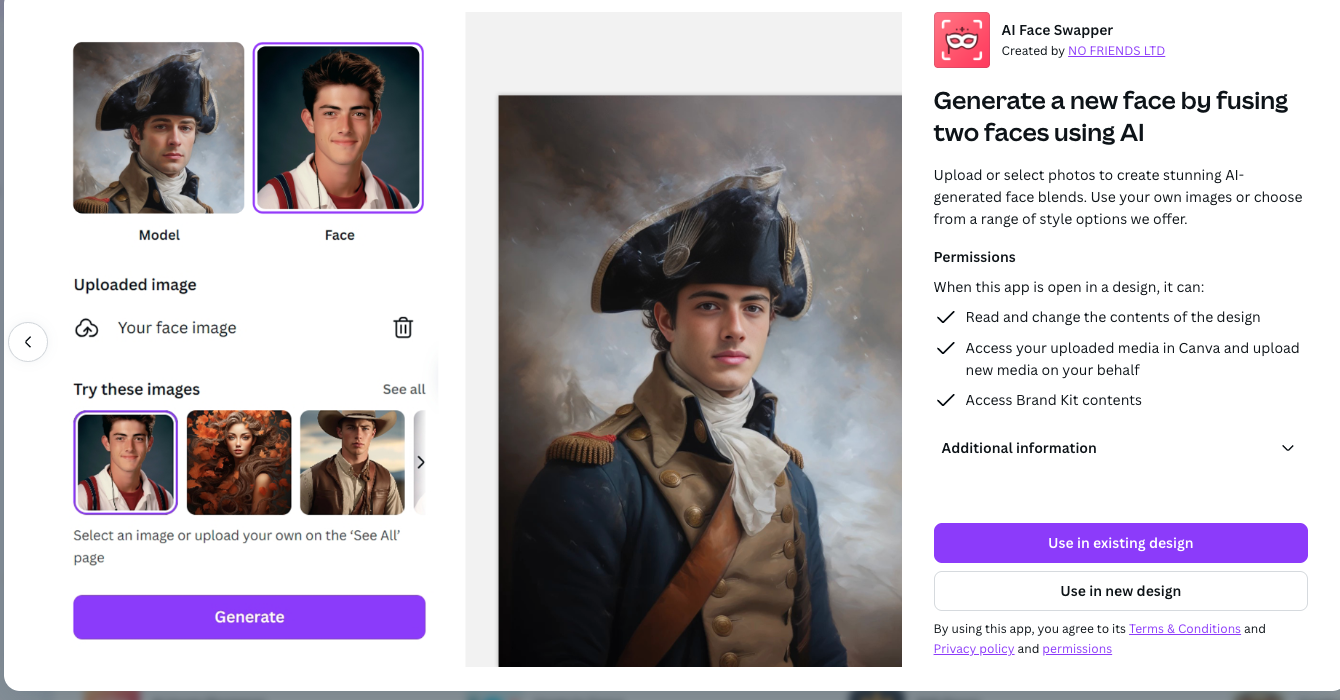 Model
Face
Uploaded image
Your face image
Try these images
See all
Select an image or upload your own on the ‘See All’
page
Generate
AI Face Swapper
Created by NO FRIENDS LTD
Generate a new face by fusing
two faces using AI
Upload or select photos to create stunning AI-
generated face blends. Use your own images or choose
from a range of style options we offer.
Permissions
When this app is open in a design, it can:
Read and change the contents of the design
Access your uploaded media in Canva and upload
new media on your behalf
Access Brand Kit contents
Additional information
Use in existing design
Use in new design
By using this app, you agree to its Terms & Conditions and
Privacy policy and permissions